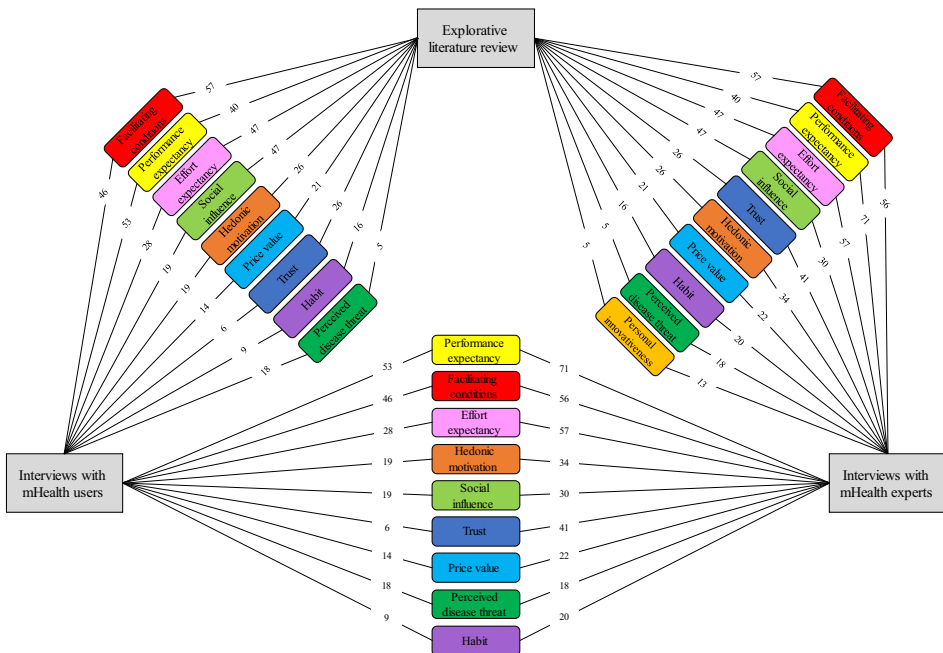 Explorative
literature review
57
40
47
47
26
21
26
16
5
Facilitating
conditions
Performance
expectancy
Effort
expectancy
Social
influence
Hedonic
motivation
Price value
Trust
Habit
Perceived
disease threat
46
53
28
19
19
14
6
9
18
57
40
47
47
26
26
21
16
5
5
Facilitating
conditions
Performance
expectancy
Effort
expectancy
Social
influence
Trust
Hedonic
motivation
Price value
Habit
Perceived
disease threat
Personal
innovativeness
56
71
57
30
41
34
22
20
18
13
Interviews with
mHealth users
Interviews with
mHealth experts
53
Performance
expectancy
71
46
Facilitating
conditions
56
28
Effort
expectancy
57
19
Hedonic
motivation
34
19
Social
influence
30
6
Trust
41
14
Price value
22
18
Perceived
disease threat
18
9
Habit
20